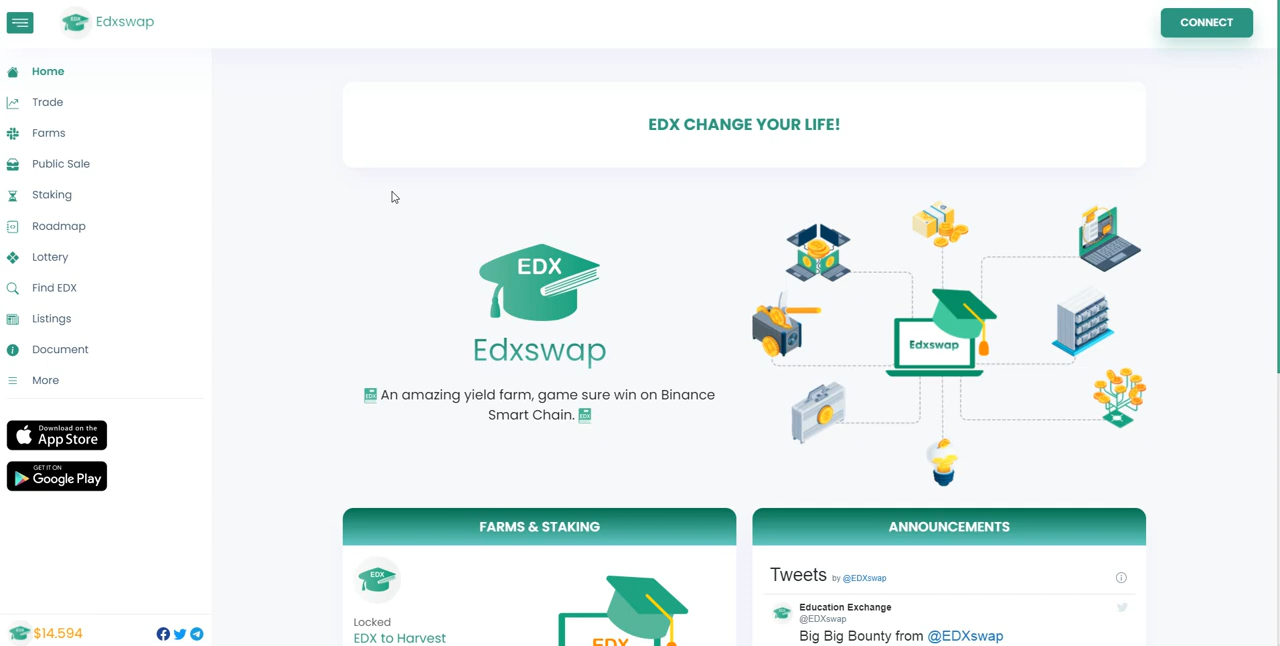 EDX
Edxswap
CONNECT
Home
Trade
Farms
Public Sale
Staking
Roadmap
Lottery
Find EDX
Listings
Document
More
Download on the
App Store
GET IT ON
Google Play
$14.594
EDX CHANGE YOUR LIFE!
EDX
Edxswap
An amazing yield farm, game sure win on Binance
Smart Chain.
Edxswap
FARMS & STAKING
EDX
Locked
EDX to Harvest
EDX
ANNOUNCEMENTS
Tweets by @EDXswap
Education Exchange
@EDXswap
Big Big Bounty from @EDXswap